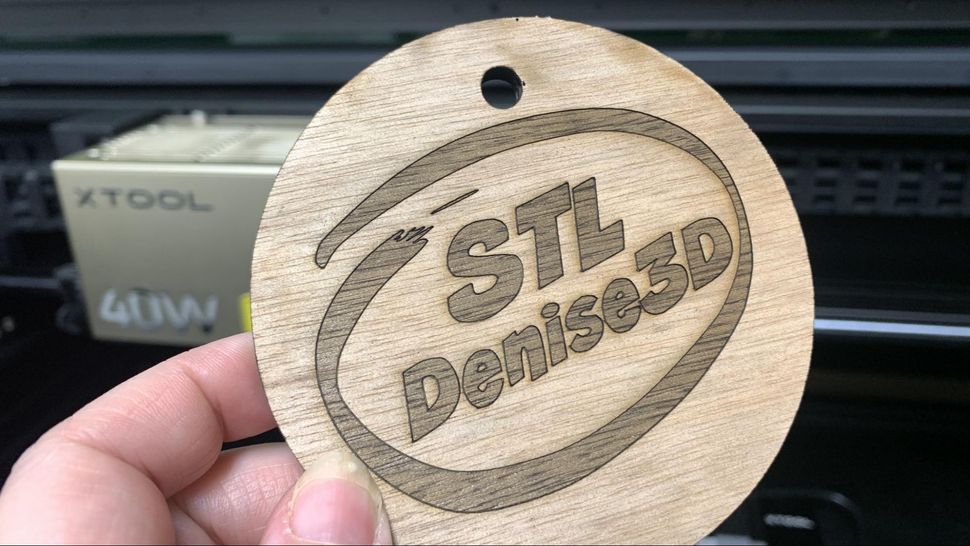 XTOOL
40W
STL
Denise3D